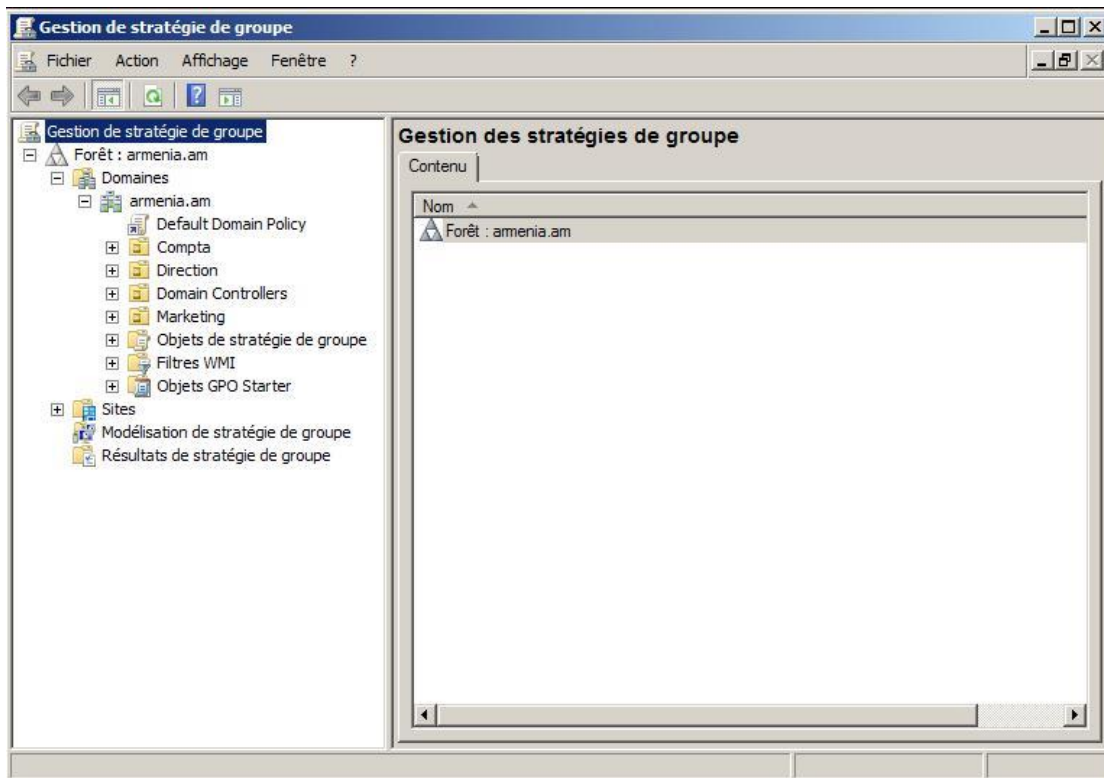 Gestion de stratégie de groupe
Fichier Action Affichage Fenêtre ?
Gestion de stratégie de groupe
Forêt : armenia.am
Domaines
armenia.am
Default Domain Policy
Compta
Direction
Domain Controllers
Marketing
Objets de stratégie de groupe
Filtres WMI
Objets GPO Starter
Sites
Modélisation de stratégie de groupe
Résultats de stratégie de groupe
Gestion des stratégies de groupe
Contenu
Nom
Forêt : armenia.am